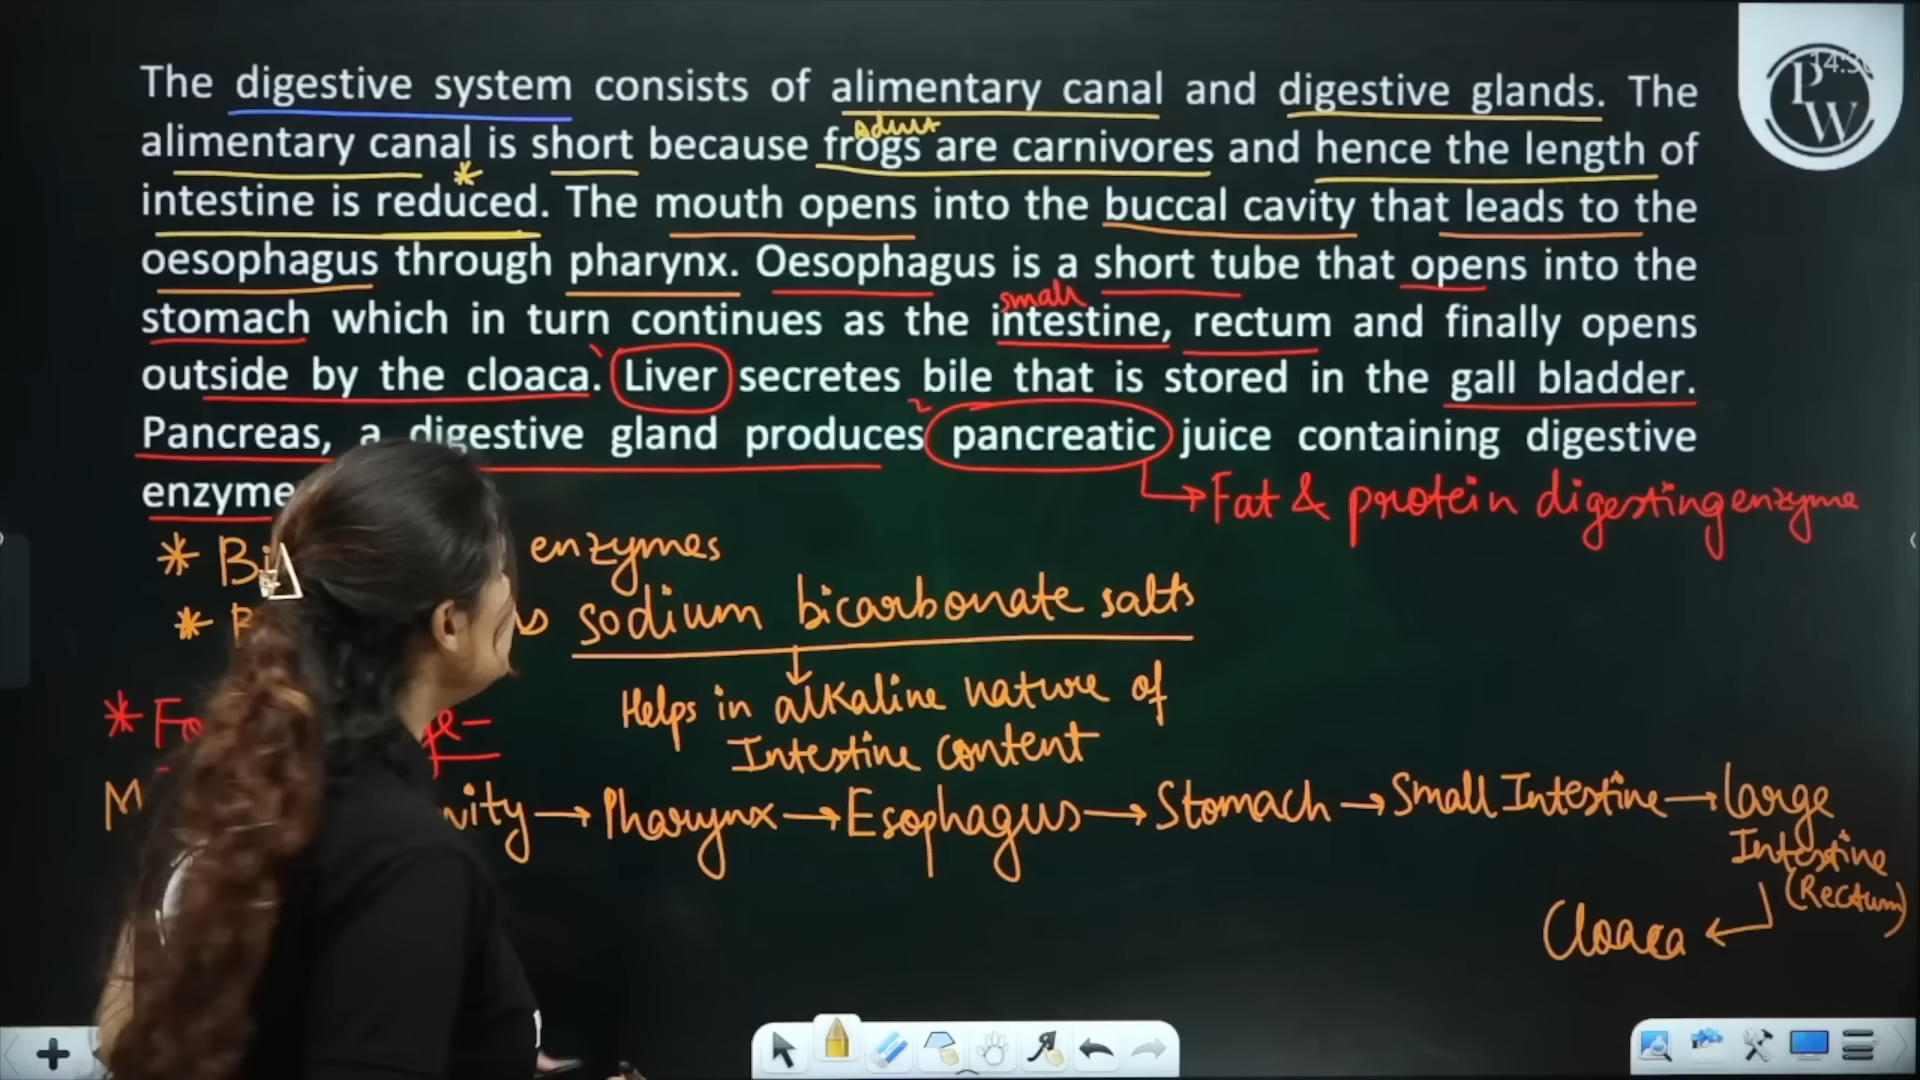 The digestive system consists of alimentary canal and digestive glands. The
adult
alimentary canal is short because frogs are carnivores and hence the length of
*
intestine is reduced. The mouth opens into the buccal cavity that leads to the
oesophagus through pharynx. Oesophagus is a short tube that opens into the
small
stomach which in turn continues as the intestine, rectum and finally opens
outside by the cloaca. Liver secretes bile that is stored in the gall bladder.
2
Pancreas, a digestive gland produces pancreatic juice containing digestive
enzyme
→ Fat & protein digesting enzyme
* enzymes
* sodium bicarbonate salts
↓
Helps in alkaline nature of
Intestine content
*
→ Pharynx → Esophagus → Stomach → Small Intestine → Large
Intestine
(Rectum)
Cloaca ←
PW